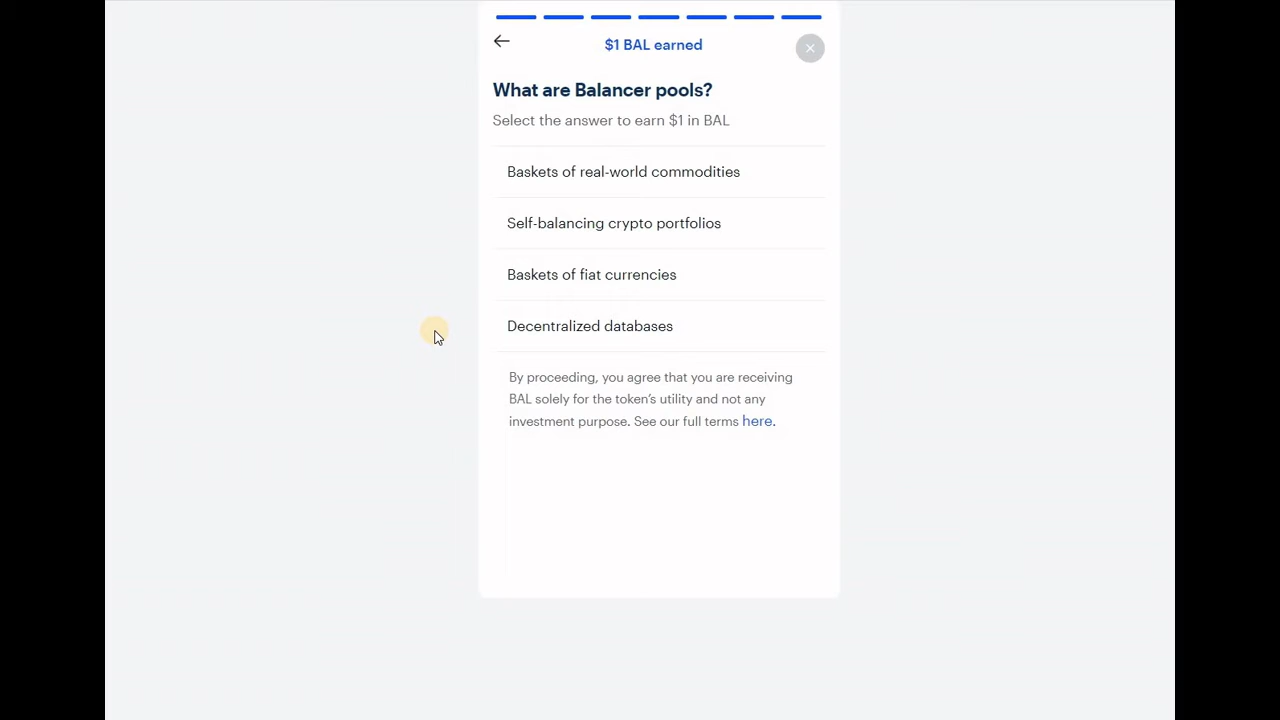 $1 BAL earned
What are Balancer pools?
Select the answer to earn $1 in BAL
Baskets of real-world commodities
Self-balancing crypto portfolios
Baskets of fiat currencies
Decentralized databases
By proceeding, you agree that you are receiving
BAL solely for the token’s utility and not any
investment purpose. See our full terms here.